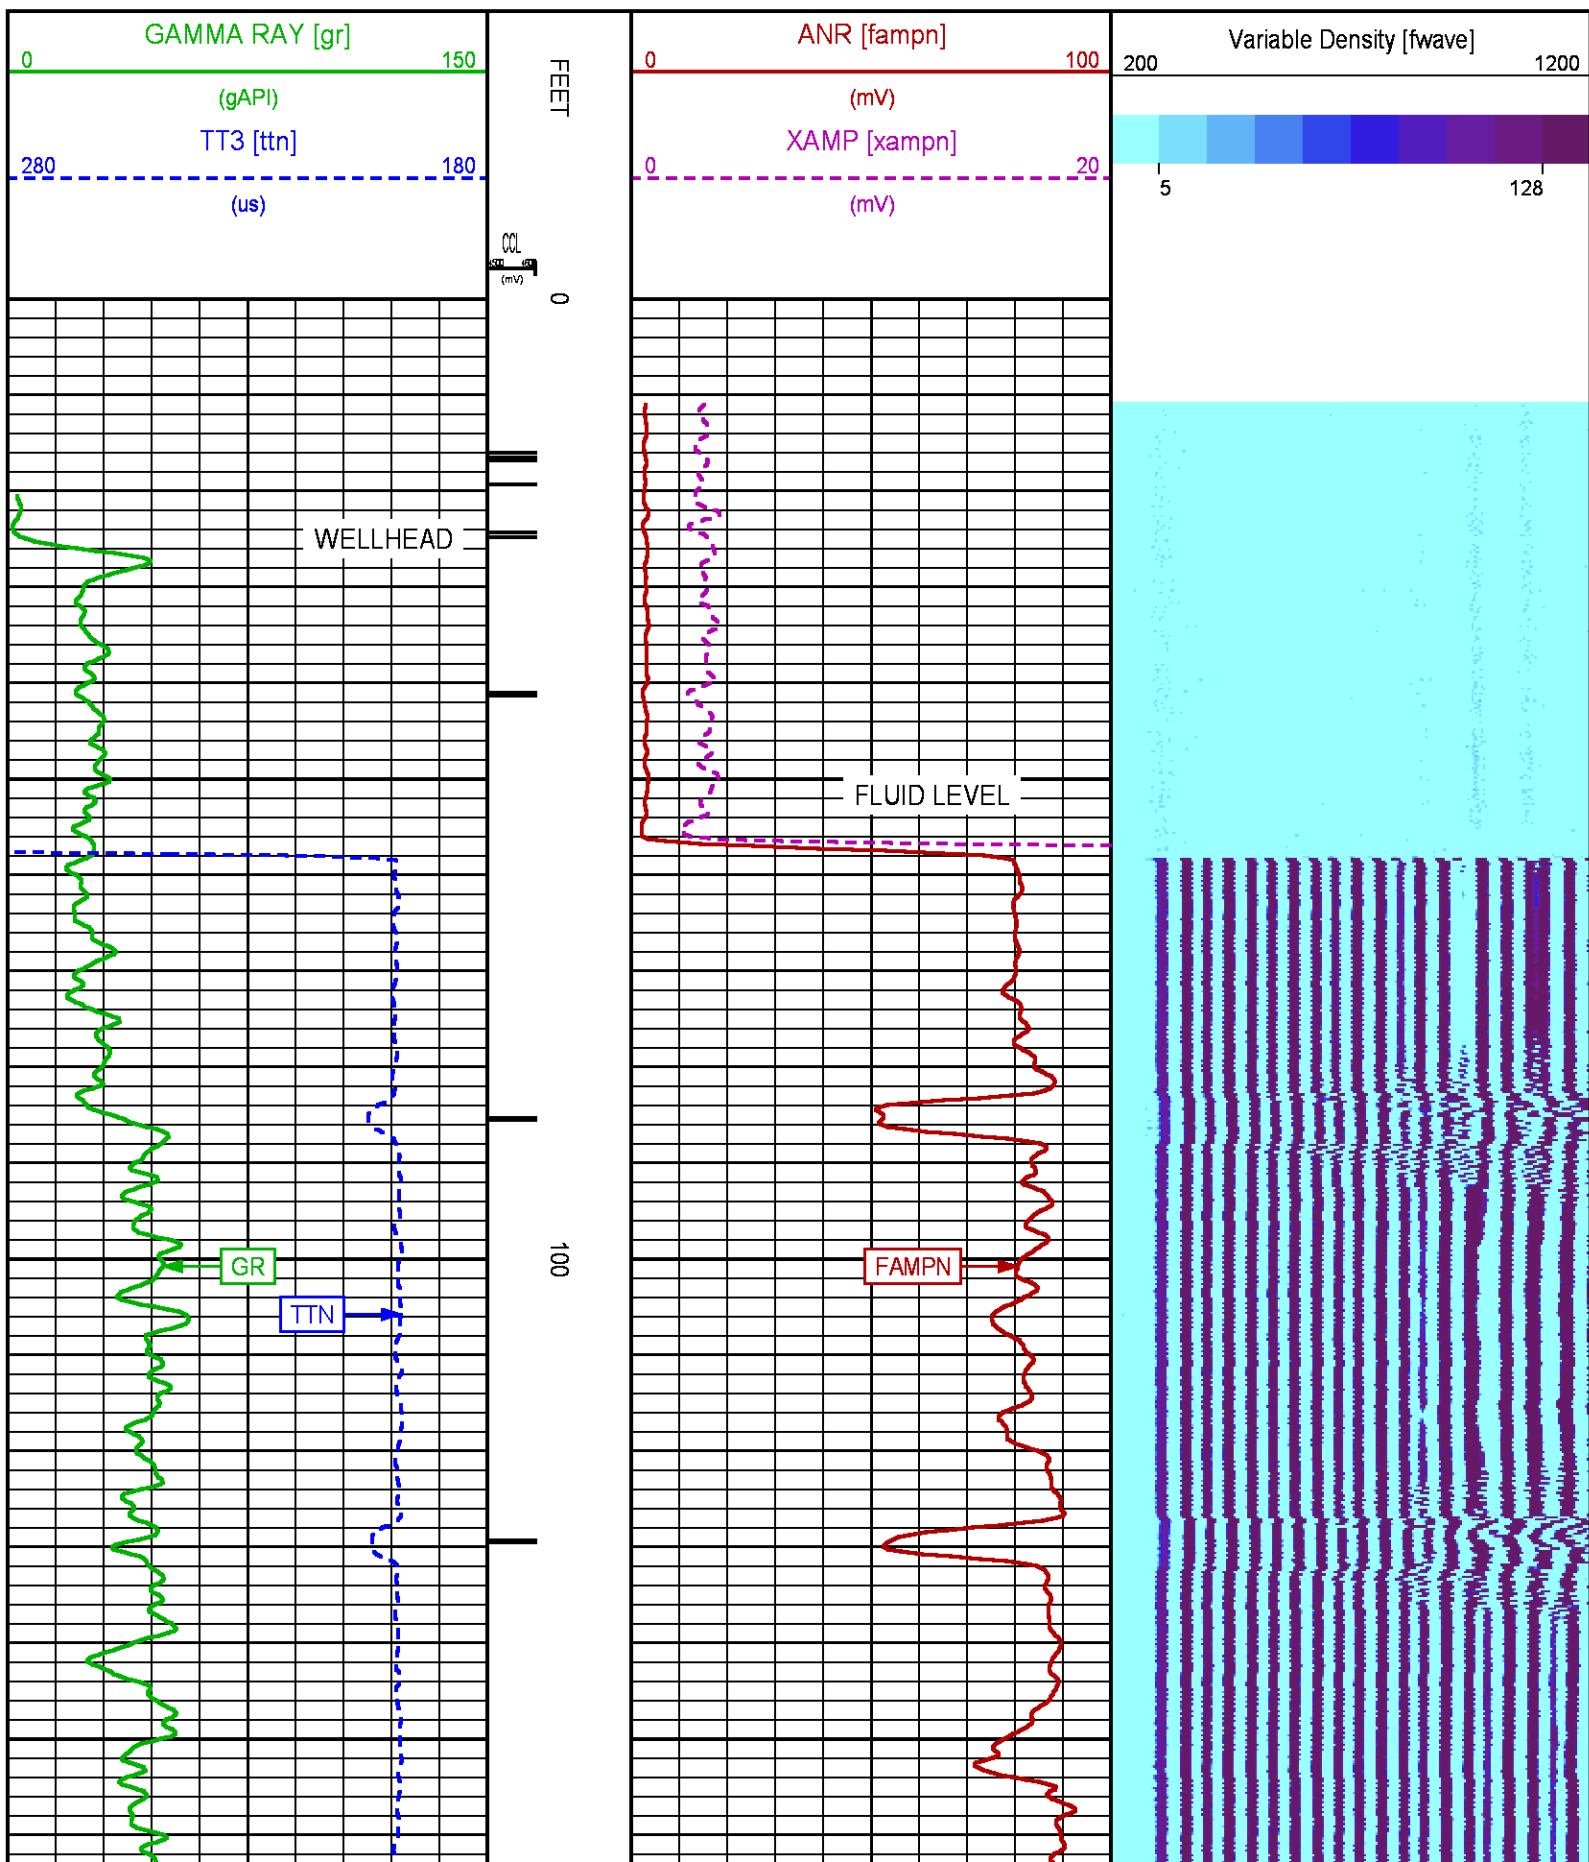 GAMMA RAY [gr]
0 150
(gAPI)
TT3 [ttn]
280 180
(us)
CCL
(mV)
FEET
0
ANR [fampn]
0 100
(mV)
XAMP [xampn]
0 20
(mV)
Variable Density [fwave]
200 1200
5 128
WELLHEAD
FLUID LEVEL
100
GR
FAMPN
TTN